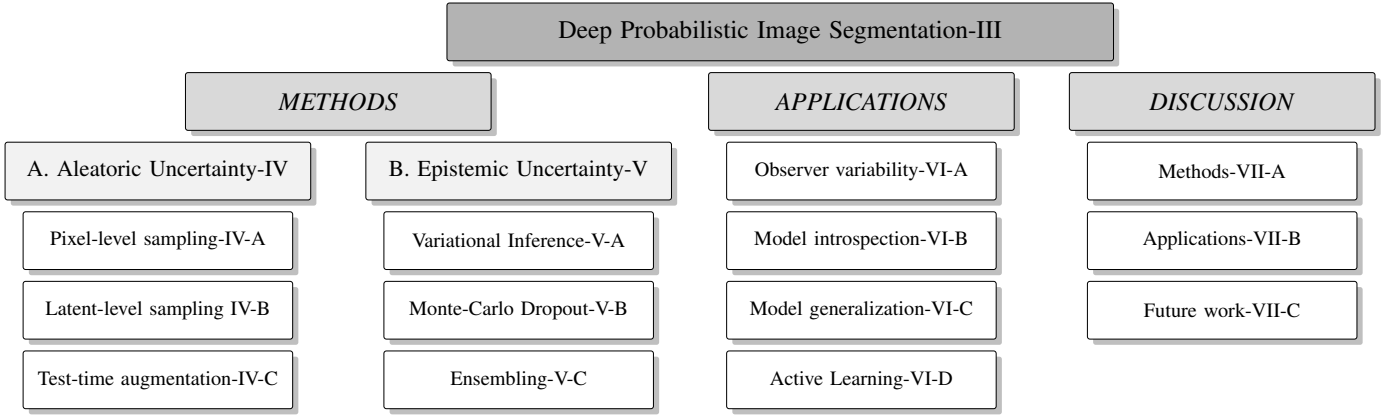 Deep Probabilistic Image Segmentation-III
METHODS
APPLICATIONS
DISCUSSION
A. Aleatoric Uncertainty-IV
B. Epistemic Uncertainty-V
Observer variability-VI-A
Methods-VII-A
Pixel-level sampling-IV-A
Variational Inference-V-A
Model introspection-VI-B
Applications-VII-B
Latent-level sampling IV-B
Monte-Carlo Dropout-V-B
Model generalization-VI-C
Future work-VII-C
Test-time augmentation-IV-C
Ensembling-V-C
Active Learning-VI-D